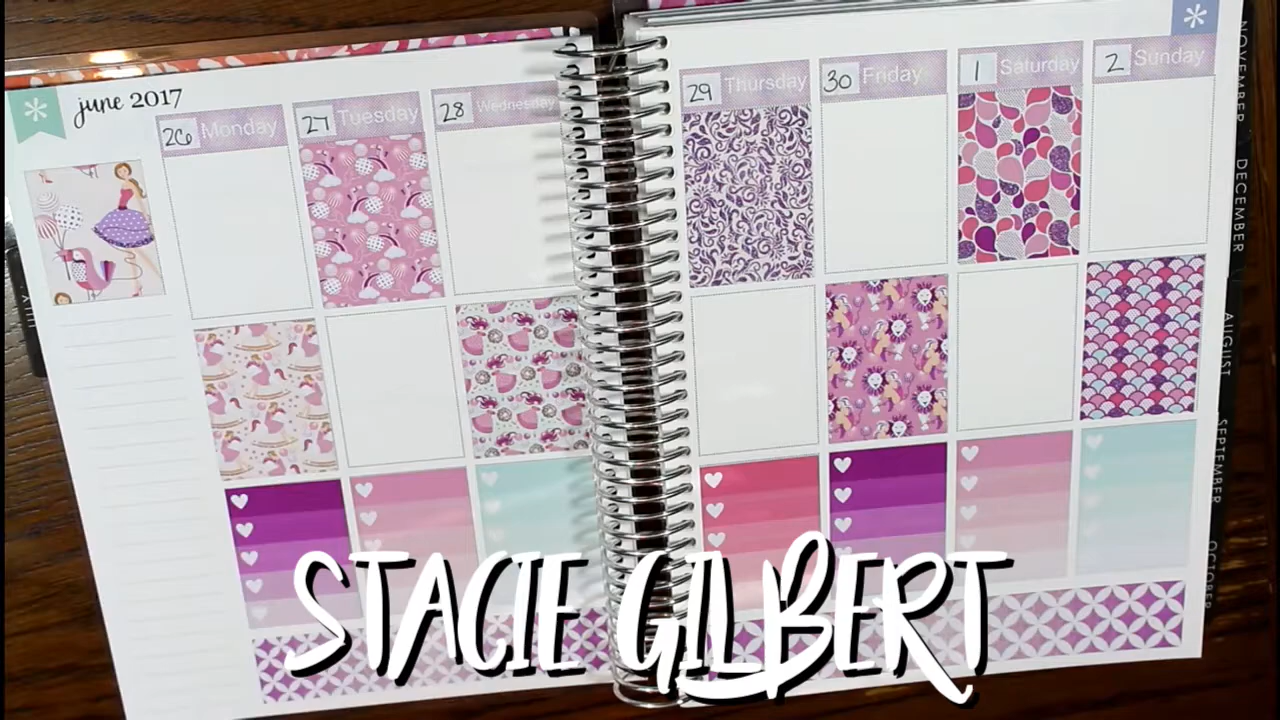 june 2017
26 Monday
27 Tuesday
28 Wednesday
29 Thursday
30 Friday
1 Saturday
2 Sunday
NOVEMBER
DECEMBER
AUGUST
SEPTEMBER
OCTOBER
STACIE GILBERT